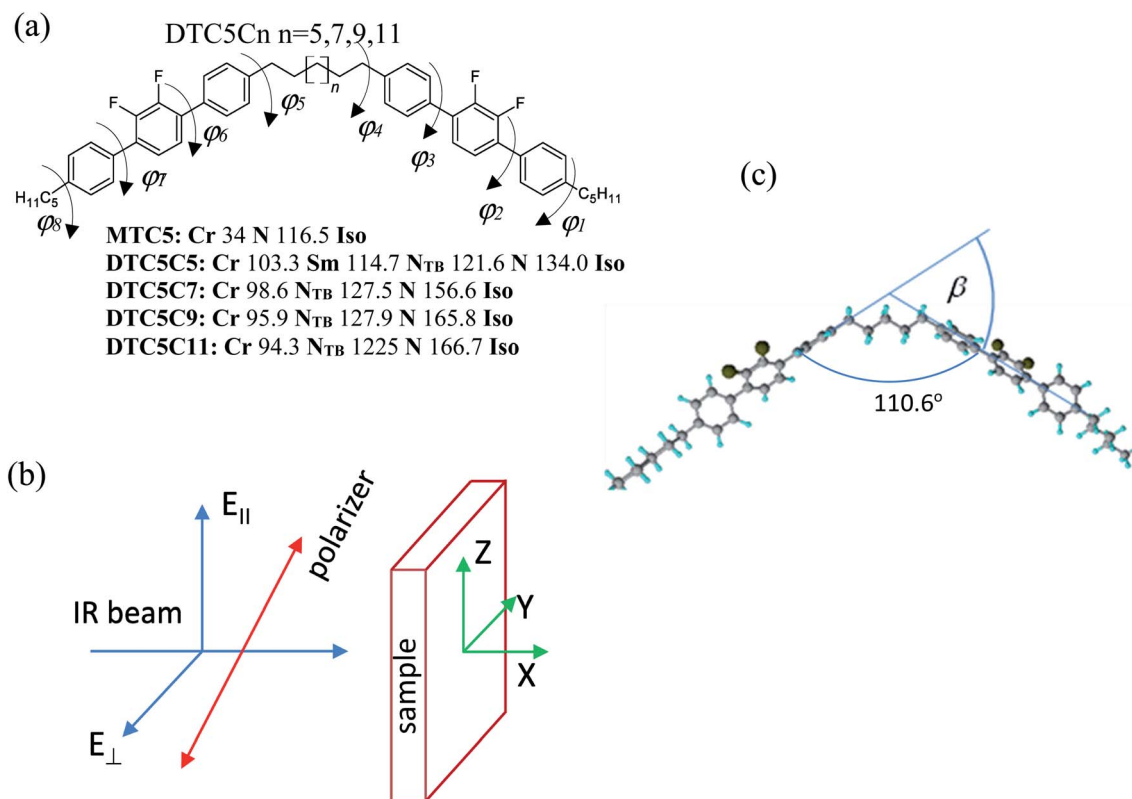 (a)
DTC5Cn n=5,7,9,11
F
F
n
F
F
φ5
φ4
φ6
φ3
φ7
φ2
φ8
φ1
H11C5
C5H11
MTC5: Cr 34 N 116.5 Iso
DTC5C5: Cr 103.3 Sm 114.7 NTB 121.6 N 134.0 Iso
DTC5C7: Cr 98.6 NTB 127.5 N 156.6 Iso
DTC5C9: Cr 95.9 NTB 127.9 N 165.8 Iso
DTC5C11: Cr 94.3 NTB 1225 N 166.7 Iso
(b)
E||
polarizer
IR beam
E⊥
sample
Z
Y
X
(c)
β
110.6°